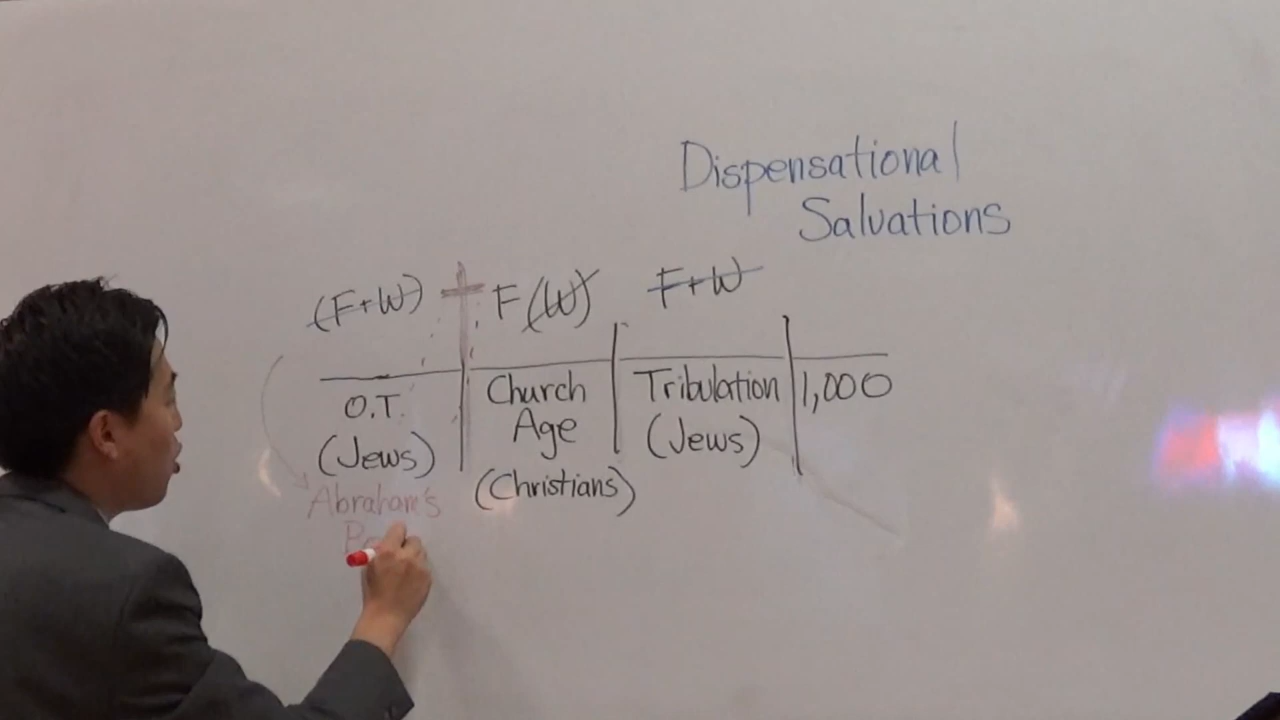 Dispensational
Salvations
(F+W) F(W) F+W
O.T. Church Tribulation 1,000
(Jews) Age (Jews)
(Christians)
Abraham's